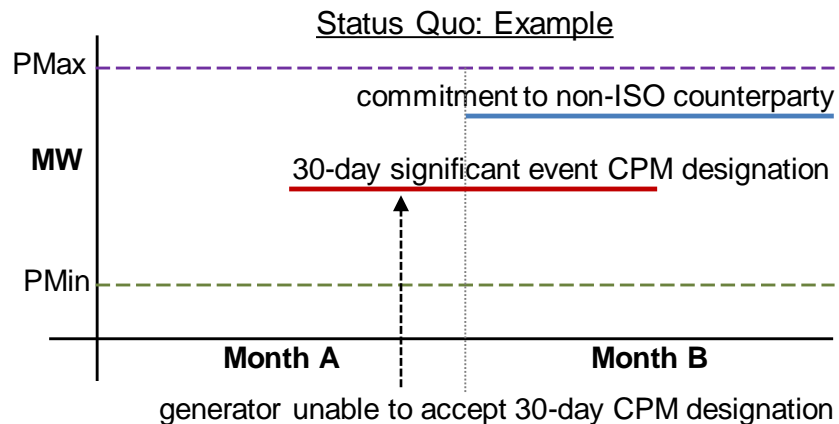 Status Quo: Example
PMax
commitment to non-ISO counterparty
MW
30-day significant event CPM designation
PMin
Month A
Month B
generator unable to accept 30-day CPM designation